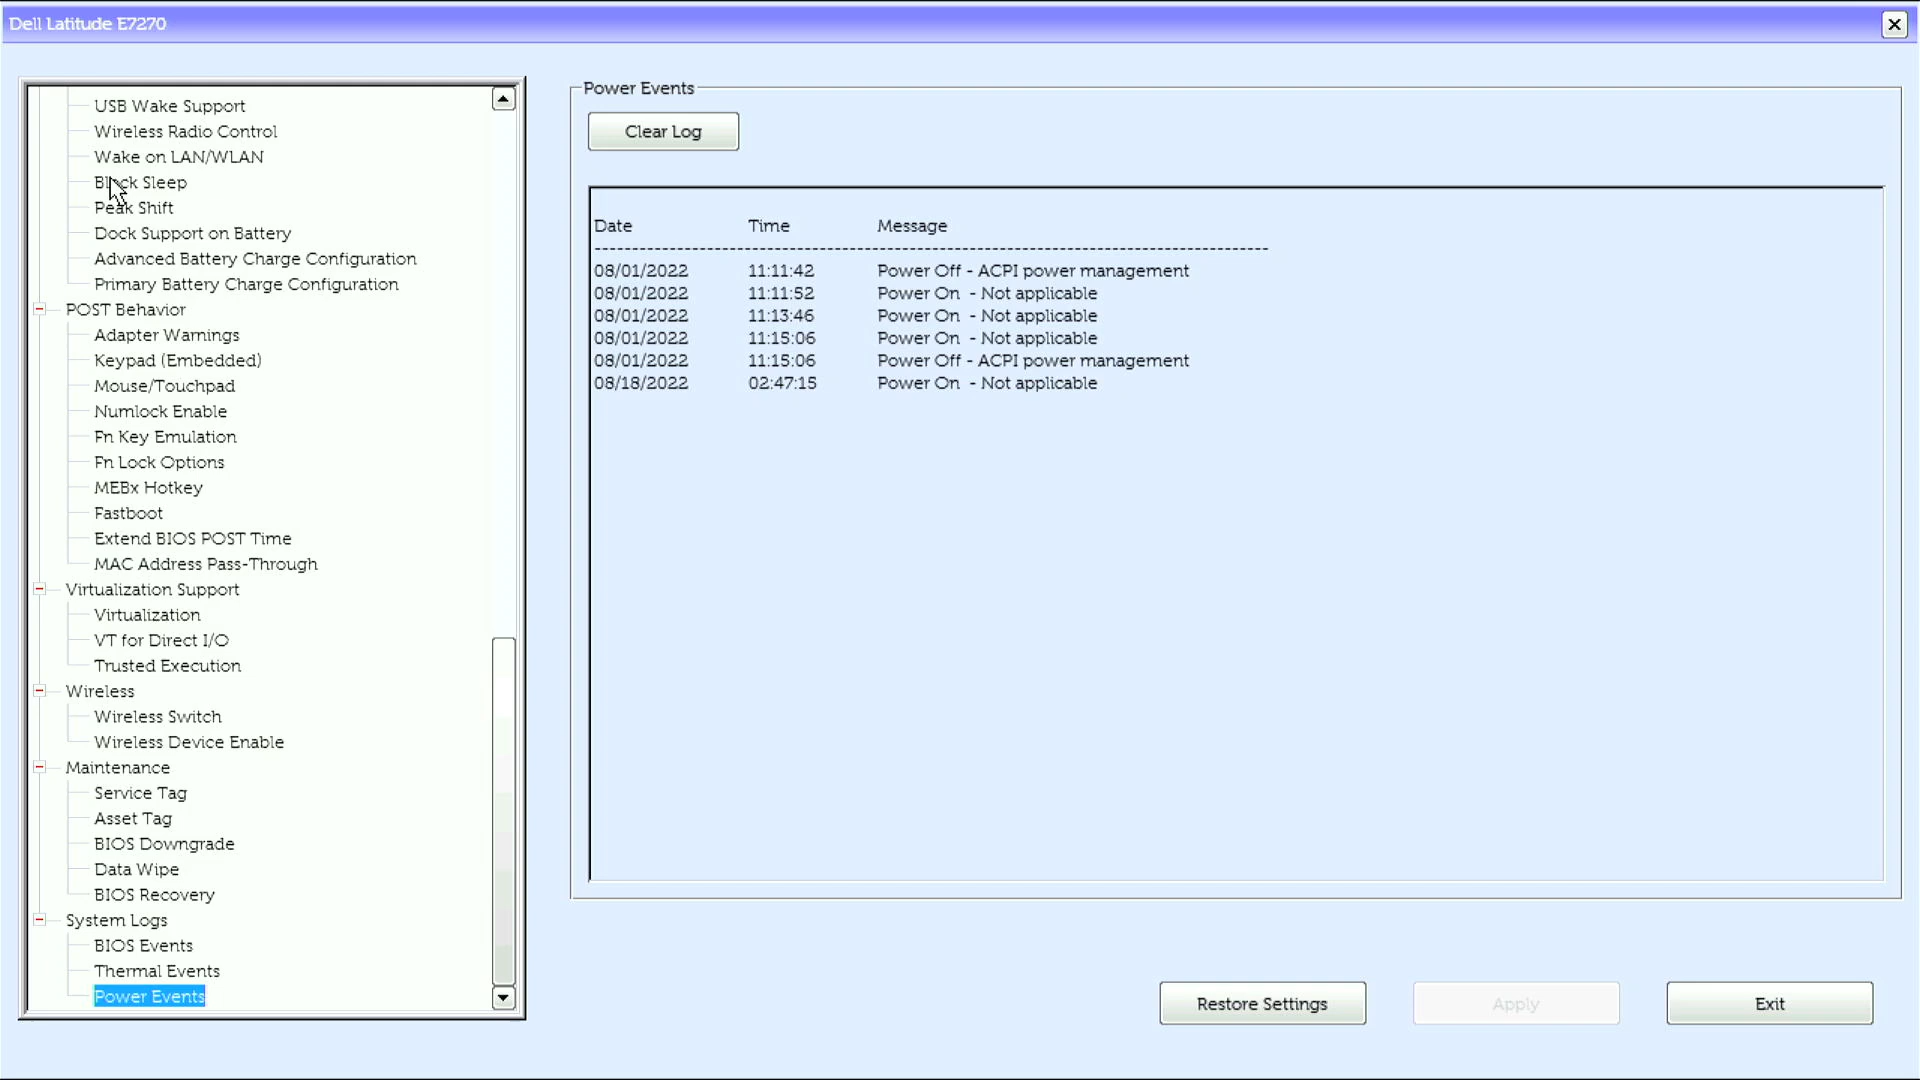 Dell Latitude E7270
USB Wake Support
Wireless Radio Control
Wake on LAN/WLAN
Block Sleep
Peak Shift
Dock Support on Battery
Advanced Battery Charge Configuration
Primary Battery Charge Configuration
POST Behavior
Adapter Warnings
Keypad (Embedded)
Mouse/Touchpad
Numlock Enable
Fn Key Emulation
Fn Lock Options
MEBx Hotkey
Fastboot
Extend BIOS POST Time
MAC Address Pass-Through
Virtualization Support
Virtualization
VT for Direct I/O
Trusted Execution
Wireless
Wireless Switch
Wireless Device Enable
Maintenance
Service Tag
Asset Tag
BIOS Downgrade
Data Wipe
BIOS Recovery
System Logs
BIOS Events
Thermal Events
Power Events
Power Events
Clear Log
Date Time Message
08/01/2022 11:11:42 Power Off - ACPI power management
08/01/2022 11:11:52 Power On - Not applicable
08/01/2022 11:13:46 Power On - Not applicable
08/01/2022 11:15:06 Power On - Not applicable
08/01/2022 11:15:06 Power Off - ACPI power management
08/18/2022 02:47:15 Power On - Not applicable
Restore Settings Apply Exit